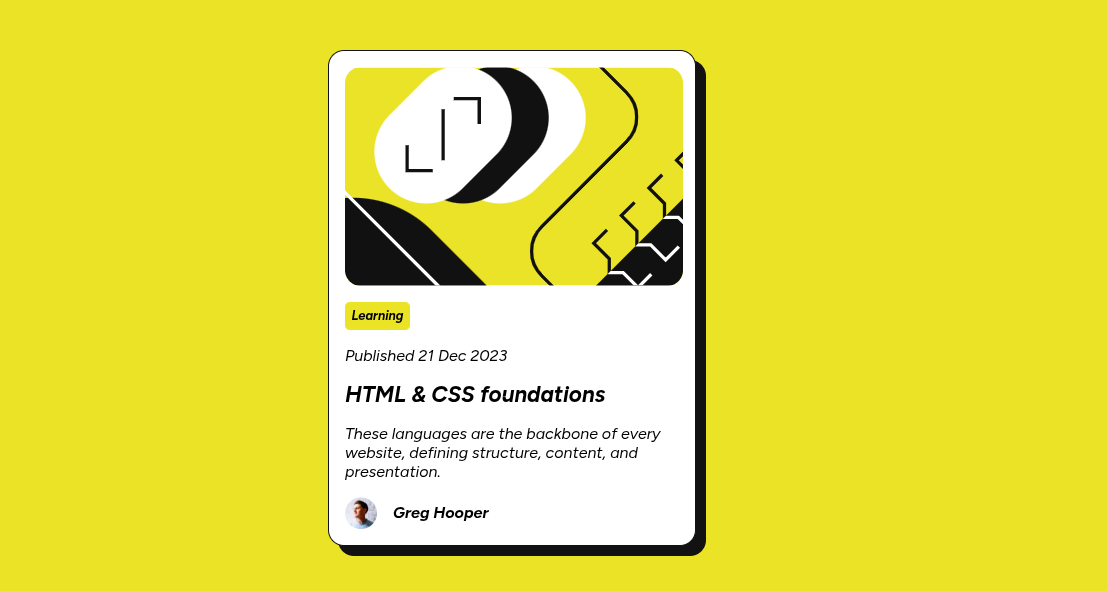 Learning
Published 21 Dec 2023
HTML & CSS foundations
These languages are the backbone of every
website, defining structure, content, and
presentation.
Greg Hooper